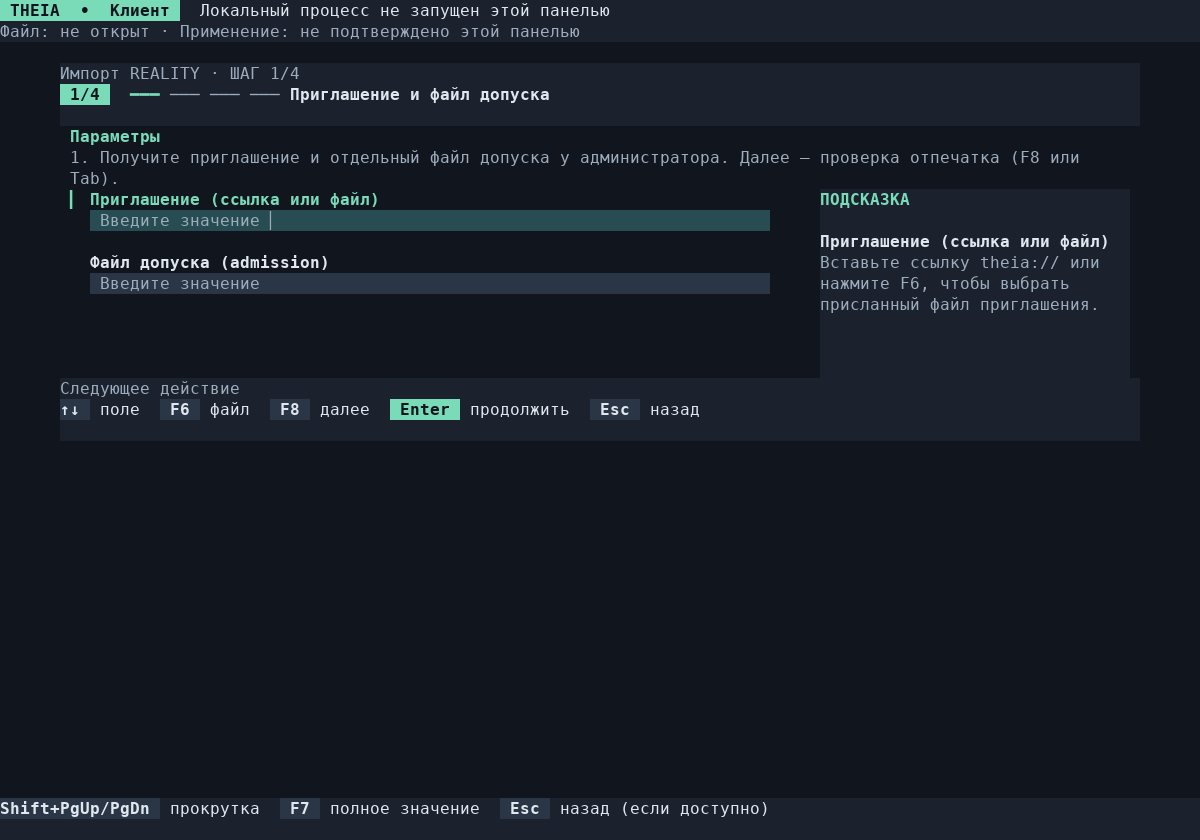 THEIA • Клиент Локальный процесс не запущен этой панелью
Файл: не открыт · Применение: не подтверждено этой панелью
Импорт REALITY · ШАГ 1/4
1/4 Приглашение и файл допуска
Параметры
1. Получите приглашение и отдельный файл допуска у администратора. Далее — проверка отпечатка (F8 или
Tab).
Приглашение (ссылка или файл)
Введите значение
Файл допуска (admission)
Введите значение
ПОДСКАЗКА
Приглашение (ссылка или файл)
Вставьте ссылку theia:// или
нажмите F6, чтобы выбрать
присланный файл приглашения.
Следующее действие
↑↓ поле F6 файл F8 далее Enter продолжить Esc назад
Shift+PgUp/PgDn прокрутка F7 полное значение Esc назад (если доступно)